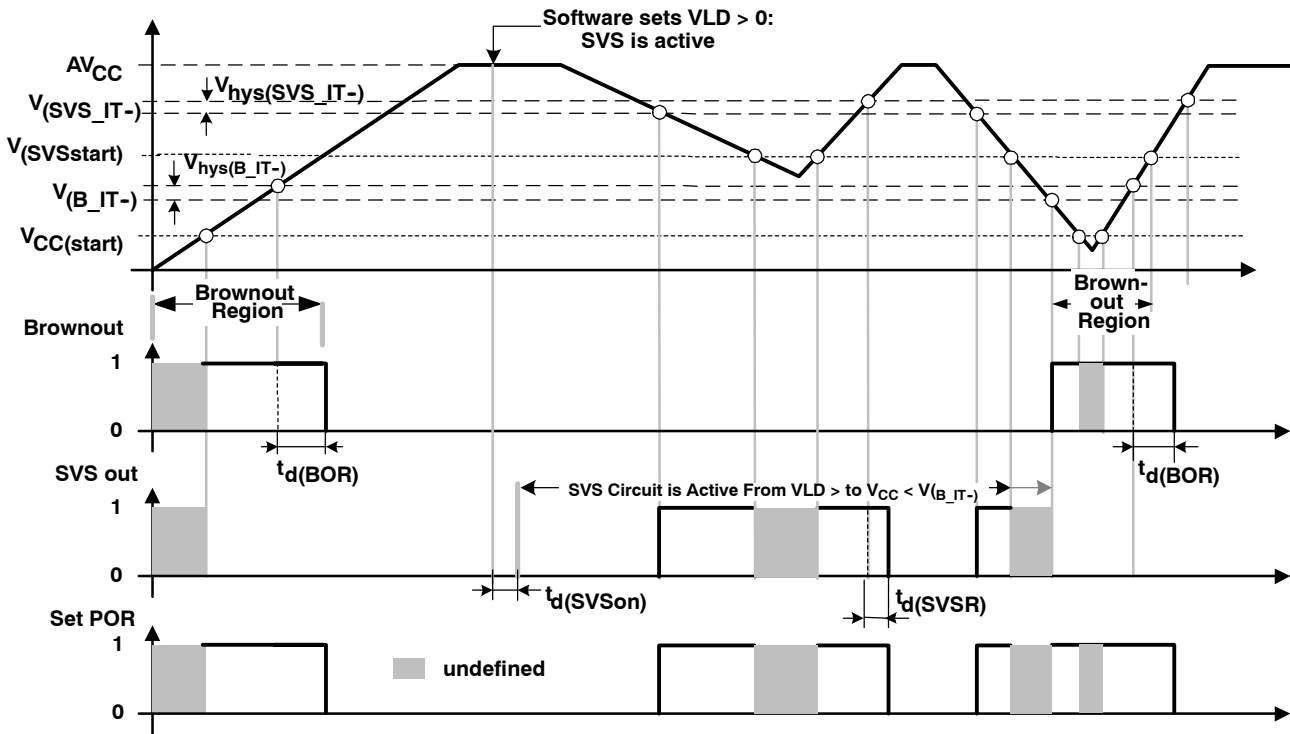 Software sets VLD > 0:
SVS is active
AVCC
Vhys(SVS_IT-)
V(SVS_IT-)
V(SVSstart)
Vhys(B_IT-)
V(B_IT-)
VCC(start)
Brownout
Region
Brown-
out
Region
Brownout
1
0
td(BOR)
td(BOR)
SVS out
SVS Circuit is Active From VLD > to VCC < V(B_IT-)
1
0
td(SVSon)
td(SVSR)
Set POR
1
undefined
0